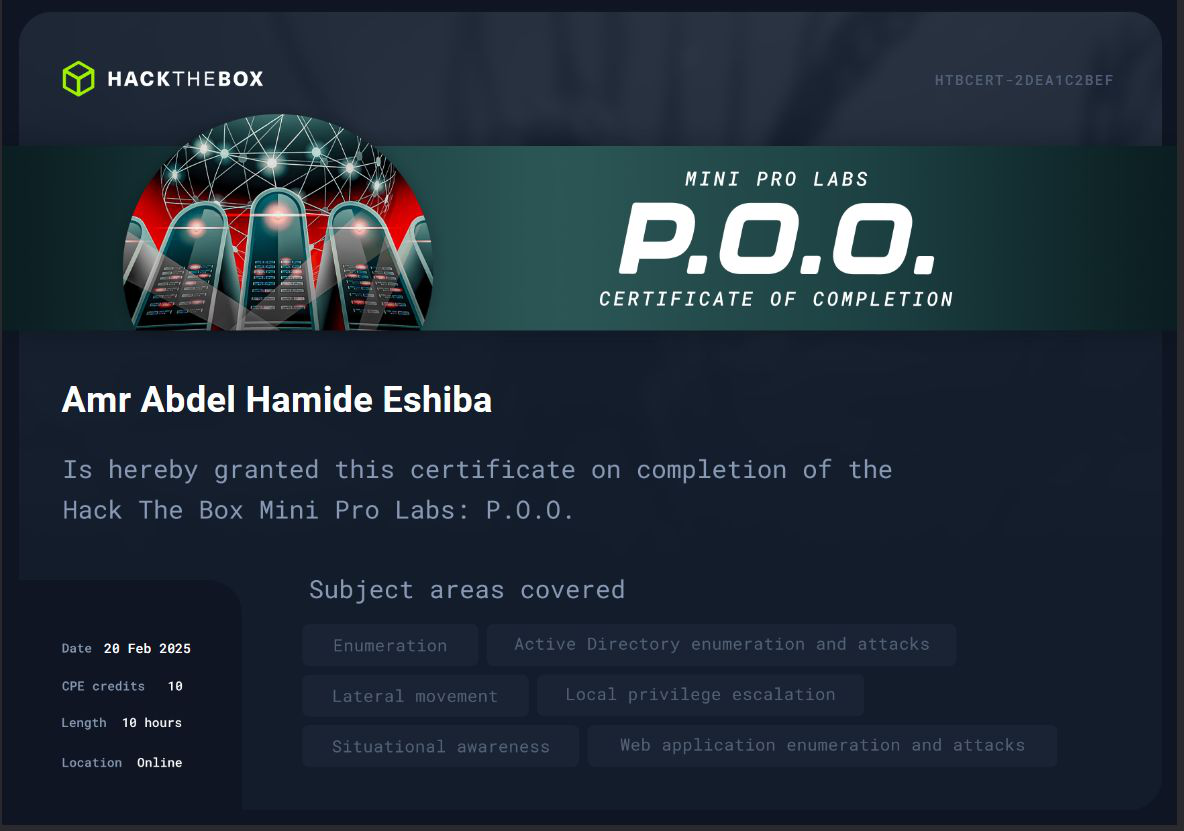 HACKTHEBOX
HTBCERT-2DEA1C2BEF
MINI PRO LABS
P.O.O.
CERTIFICATE OF COMPLETION
Amr Abdel Hamide Eshiba
Is hereby granted this certificate on completion of the
Hack The Box Mini Pro Labs: P.O.O.
Subject areas covered
Enumeration
Active Directory enumeration and attacks
Lateral movement
Local privilege escalation
Situational awareness
Web application enumeration and attacks
Date 20 Feb 2025
CPE credits 10
Length 10 hours
Location Online